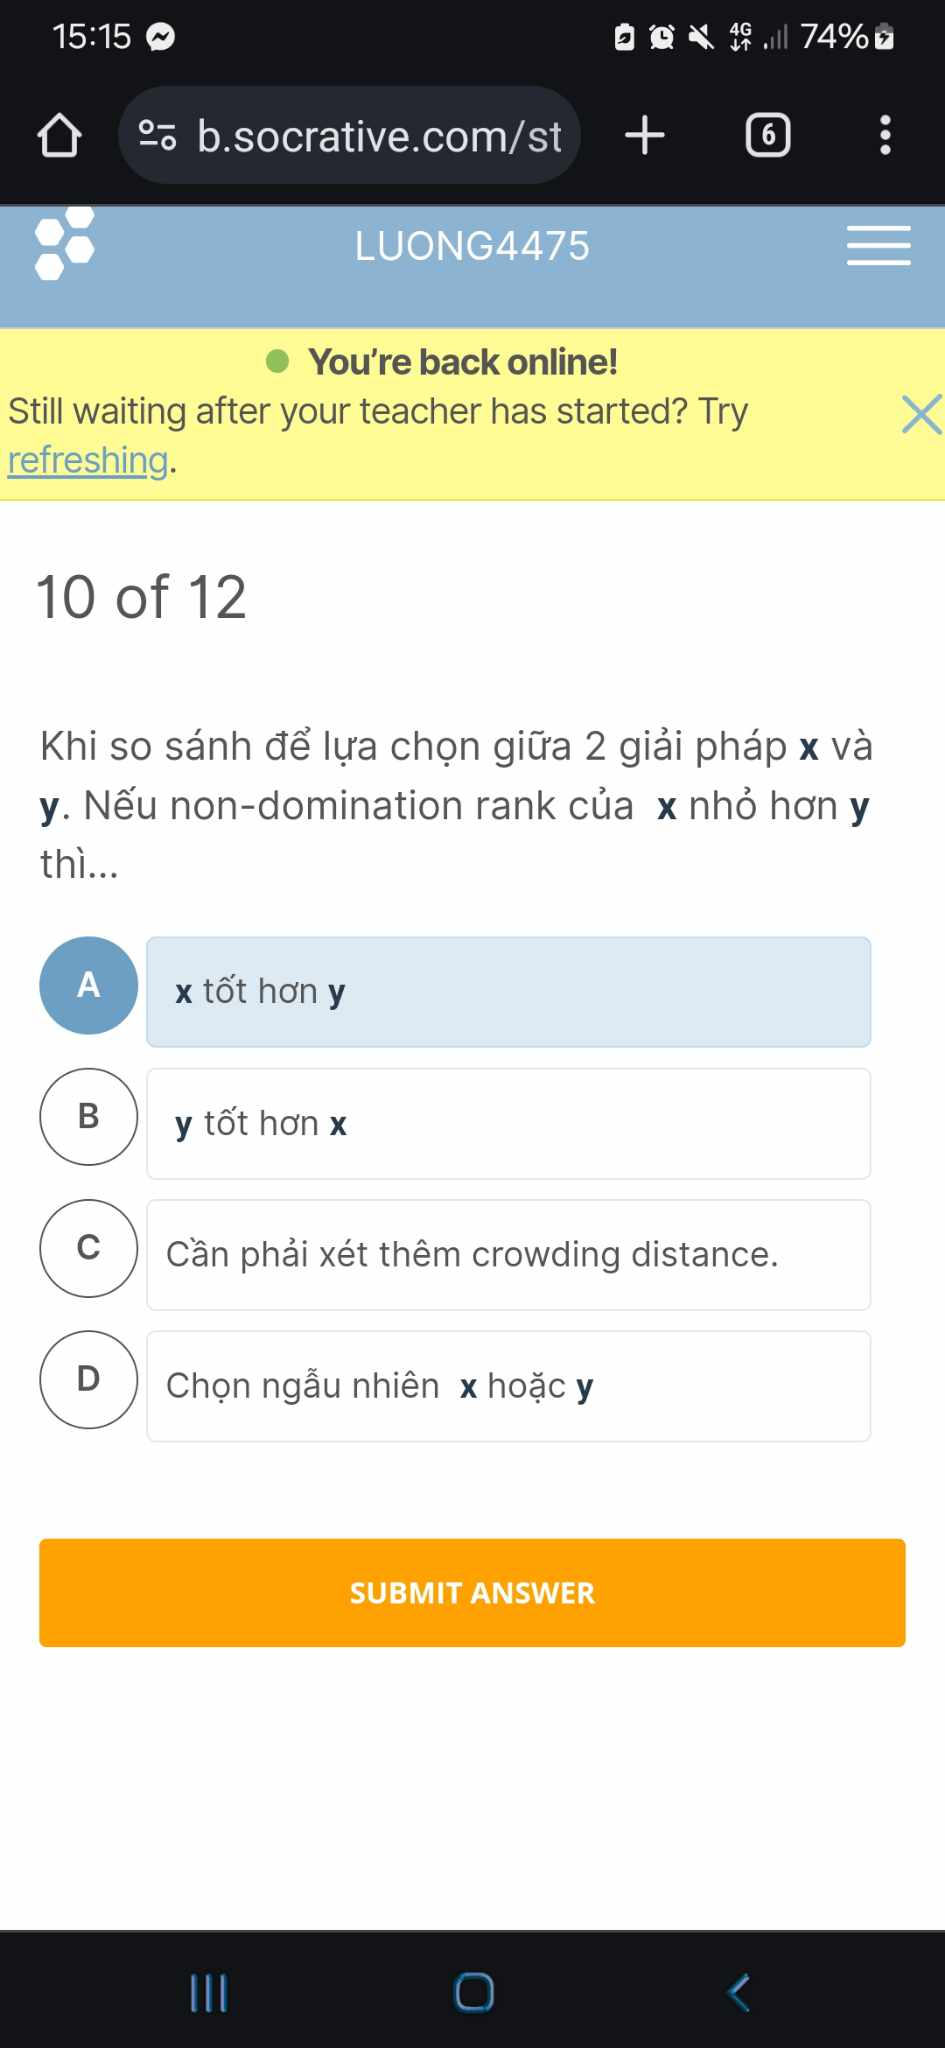 15:15
4G 74%
b.socrative.com/st
6
LUONG4475
You're back online!
Still waiting after your teacher has started? Try
refreshing.
10 of 12
Khi so sánh để lựa chọn giữa 2 giải pháp x và
y. Nếu non-domination rank của x nhỏ hơn y
thì...
A
x tốt hơn y
B
y tốt hơn x
C
Cần phải xét thêm crowding distance.
D
Chọn ngẫu nhiên x hoặc y
SUBMIT ANSWER